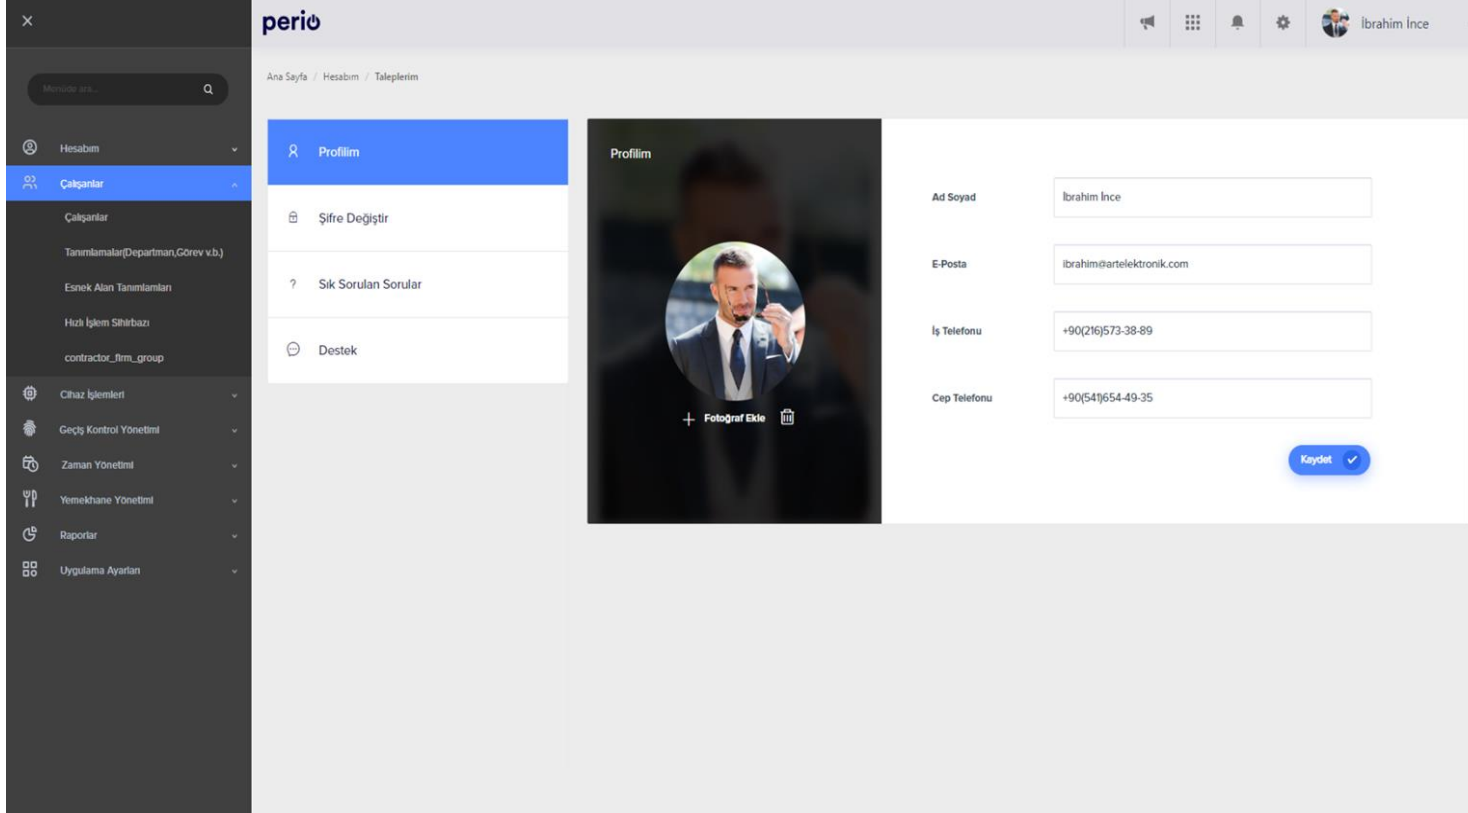 perio
İbrahim İnce
Ana Sayfa / Hesabım / Taleplerim
Menüde ara...
Hesabım
Çalışanlar
Çalışanlar
Tanımlamalar(Departman,Görev v.b.)
Esnek Alan Tanımlamları
Hızlı İşlem Sihirbazı
contractor_firm_group
Cihaz İşlemleri
Geçiş Kontrol Yönetimi
Zaman Yönetimi
Yemekhane Yönetimi
Raporlar
Uygulama Ayarları
Profilim
Şifre Değiştir
? Sık Sorulan Sorular
Destek
Profilim
+ Fotoğraf Ekle
Ad Soyad
İbrahim İnce
E-Posta
ibrahim@artelektronik.com
İş Telefonu
+90(216)573-38-89
Cep Telefonu
+90(541)654-49-35
Kaydet